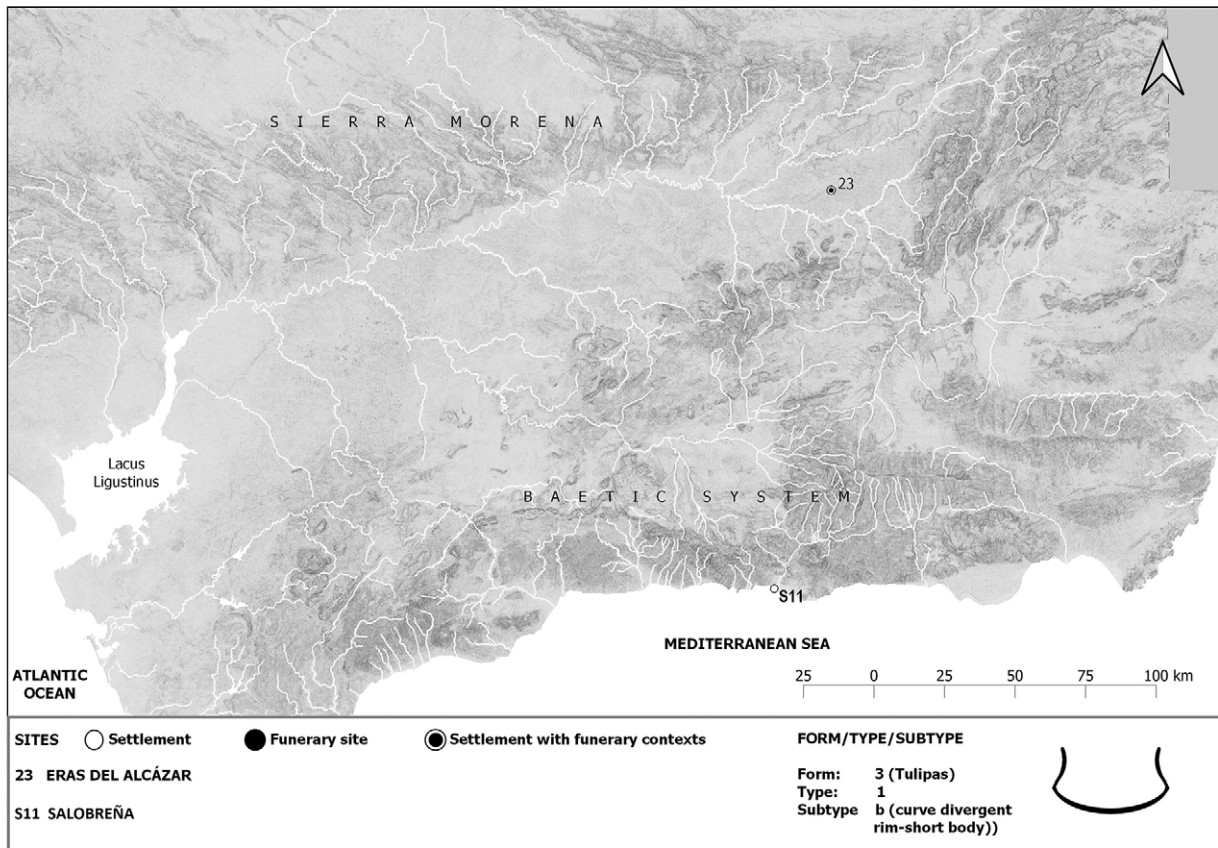 SIERRA MORENA
23
Lacus
Ligustinus
BAETIC SYSTEM
S11
MEDITERRANEAN SEA
ATLANTIC
OCEAN
25 0 25 50 75 100 km
SITES Settlement Funerary site Settlement with funerary contexts
23 ERAS DEL ALCÁZAR
S11 SALOBREÑA
FORM/TYPE/SUBTYPE
Form: 3 (Tulipas)
Type: 1
Subtype b (curve divergent
rim-short body))